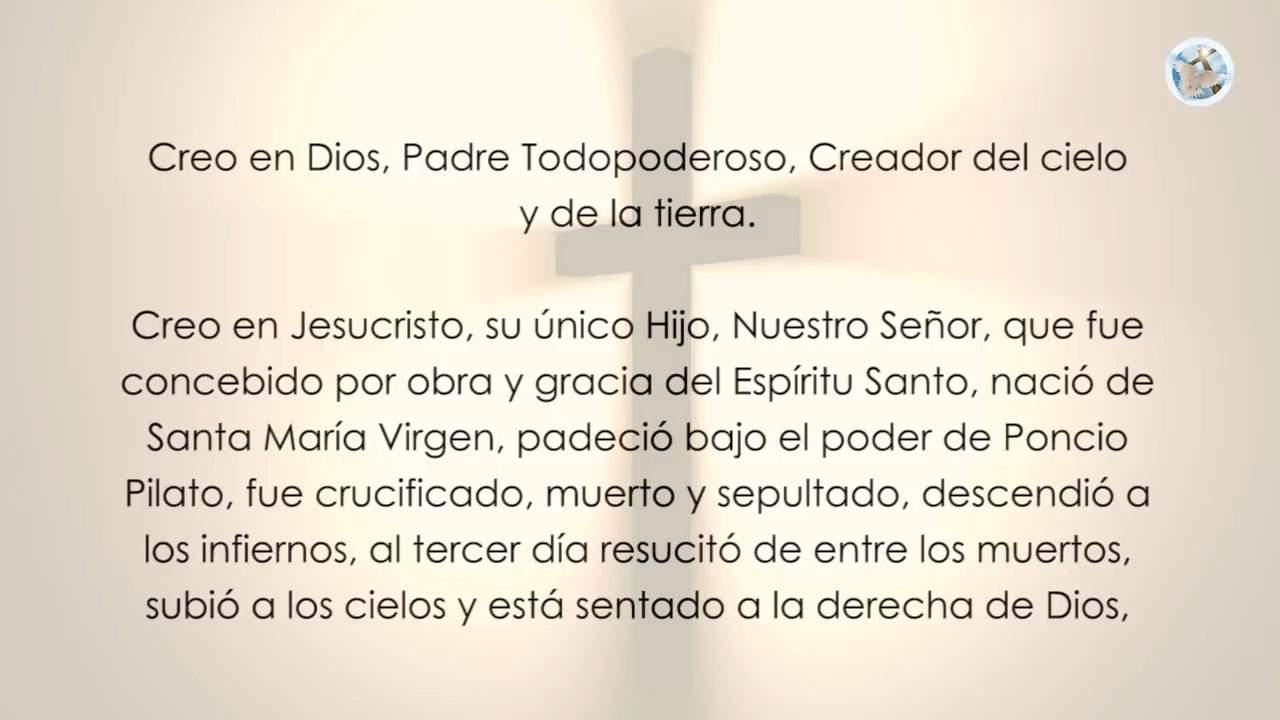 Creo en Dios, Padre Todopoderoso, Creador del cielo
y de la tierra.
Creo en Jesucristo, su único Hijo, Nuestro Señor, que fue
concebido por obra y gracia del Espíritu Santo, nació de
Santa María Virgen, padeció bajo el poder de Poncio
Pilato, fue crucificado, muerto y sepultado, descendió a
los infiernos, al tercer día resucitó de entre los muertos,
subió a los cielos y está sentado a la derecha de Dios,